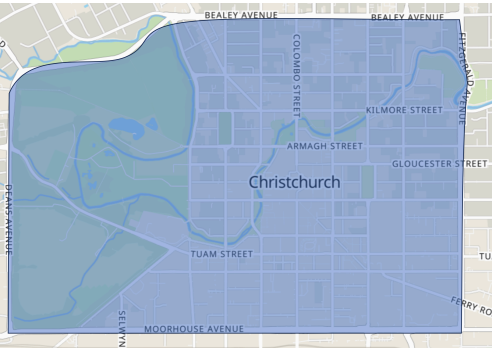 BEALEY AVENUE
BEALEY AVENUE
FITZGERALD AVENUE
COLOMBO STREET
KILMORE STREET
ARMAGH STREET
GLOUCESTER STREET
Christchurch
DEANS AVENUE
TUAM STREET
TU
FERRY RO
SELWYN
MOORHOUSE AVENUE
D